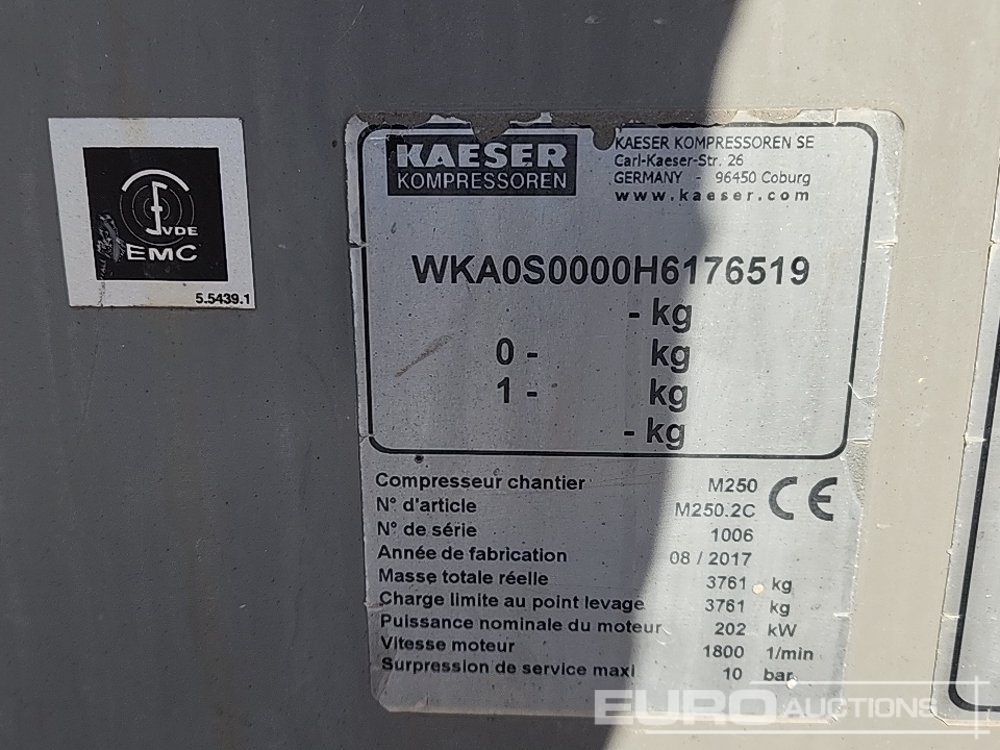 VDE
EMC
5.5439.1
KAESER
KOMPRESSOREN
KAESER KOMPRESSOREN SE
Carl-Kaeser-Str. 26
GERMANY - 96450 Coburg
www.kaeser.com
WKA0S0000H6176519
- kg
0 - kg
1 - kg
- kg
Compresseur chantier M250
N° d'article M250.2C
N° de série 1006
Année de fabrication 08 / 2017
Masse totale réelle 3761 kg
Charge limite au point levage 3761 kg
Puissance nominale du moteur 202 kW
Vitesse moteur 1800 1/min
Surpression de service maxi 10 bar
CE
EURO AUCTIONS